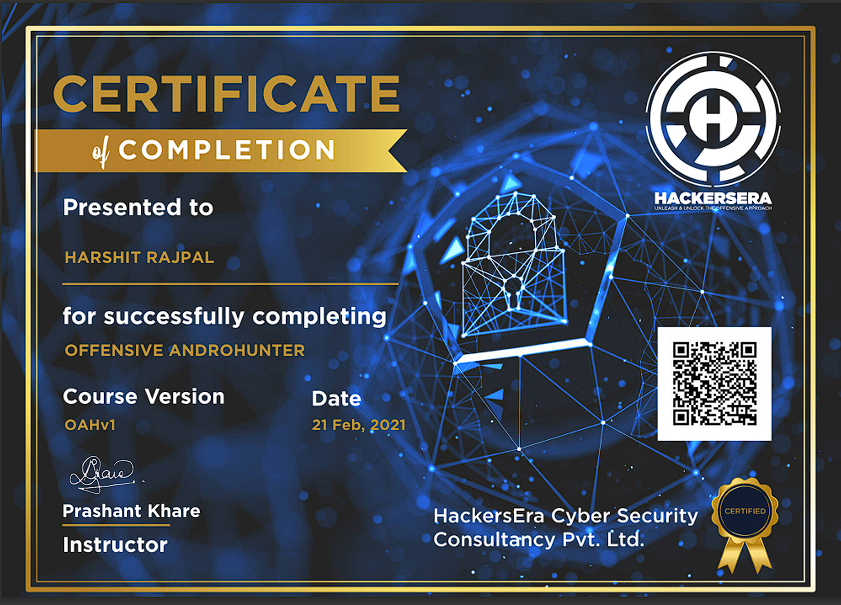 CERTIFICATE
of COMPLETION
HACKERSERA
UNLEASH & UNLOCK THE OFFENSIVE APPROACH
Presented to
HARSHIT RAJPAL
for successfully completing
OFFENSIVE ANDROHUNTER
Course Version
Date
OAHv1
21 Feb, 2021
Prashant Khare
Instructor
HackersEra Cyber Security
Consultancy Pvt. Ltd.
CERTIFIED